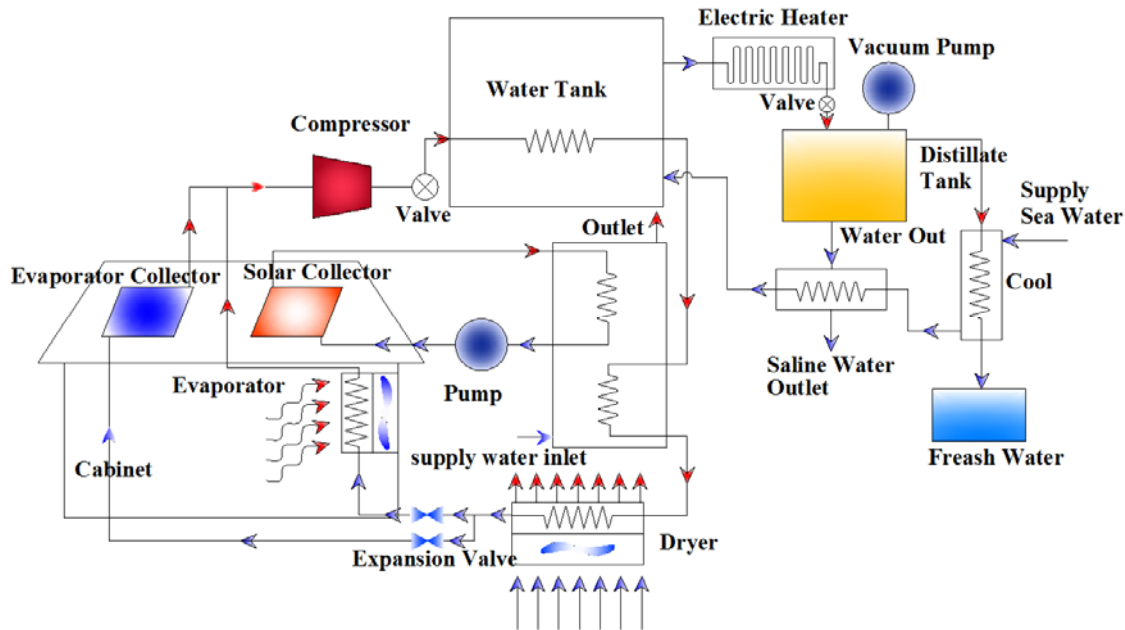 Electric Heater
Vacuum Pump
Water Tank
Valve
Compressor
Distillate
Tank
Supply
Sea Water
Valve
Outlet
Water Out
Evaporator Collector
Solar Collector
Cool
Saline Water
Outlet
Evaporator
Pump
Freash Water
supply water inlet
Cabinet
Dryer
Expansion Valve